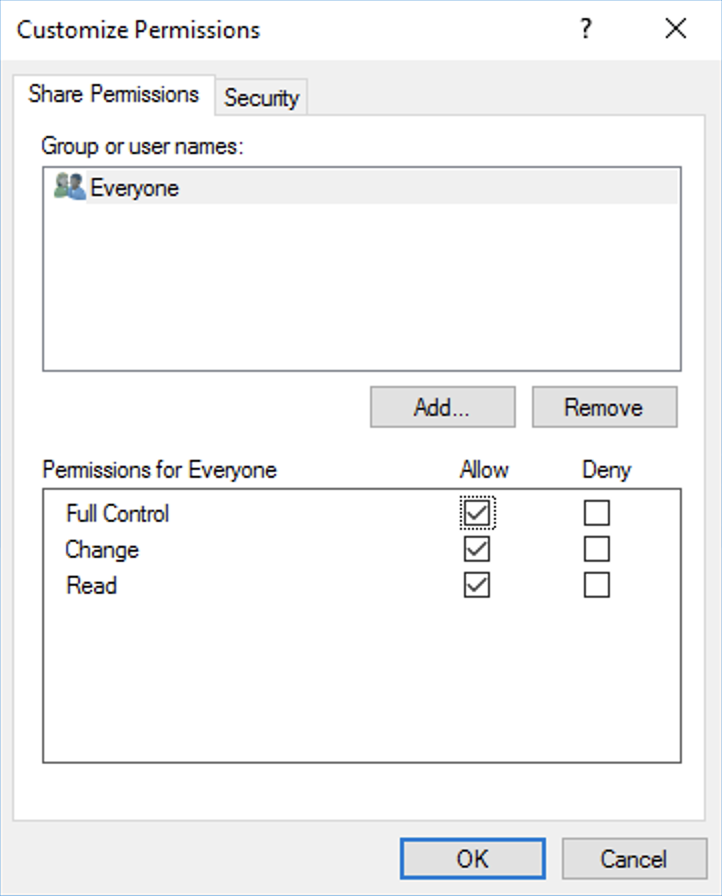 Customize Permissions
Share Permissions Security
Group or user names:
Everyone
Add... Remove
Permissions for Everyone Allow Deny
Full Control
Change
Read
OK Cancel